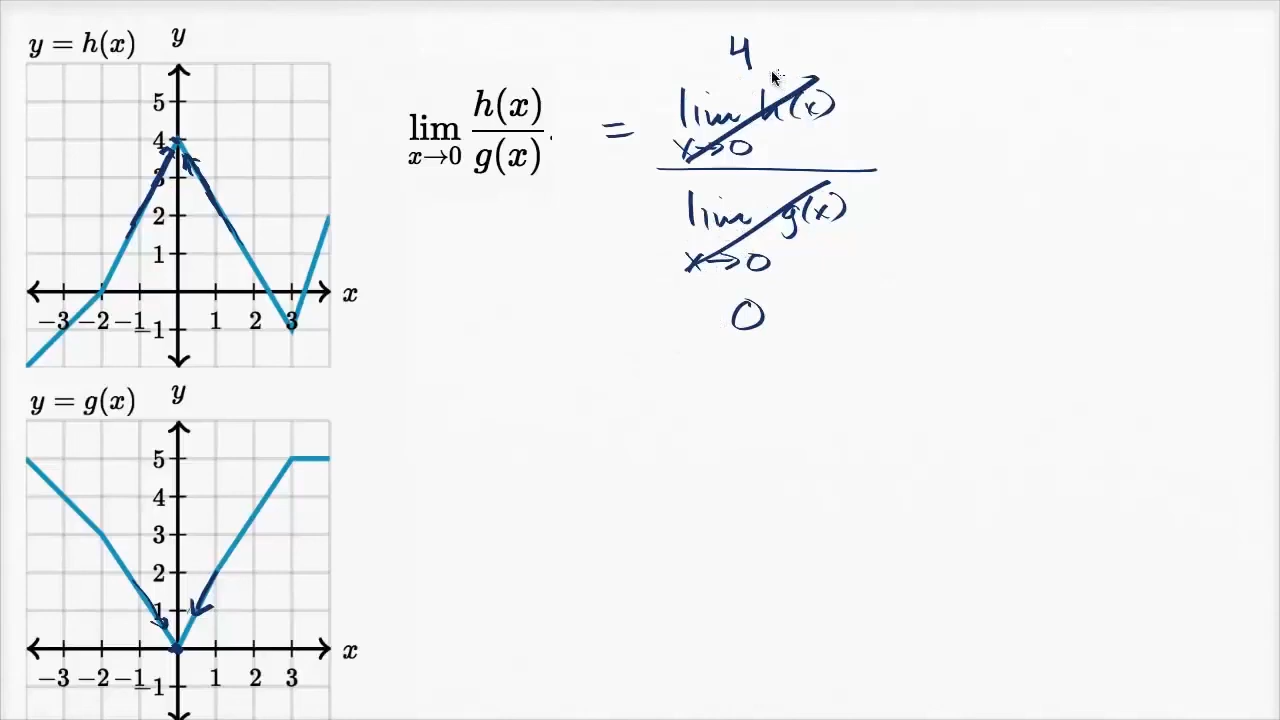 y = h(x)
y
5
4
3
2
1
-3 -2 -1 1 2 3
x
-1
y = g(x)
y
5
4
3
2
1
x
-3 -2 -1 1 2 3
-1
lim x→0 h(x)/g(x). =
4
lim h(x)
x→0
lim g(x)
x→0
0